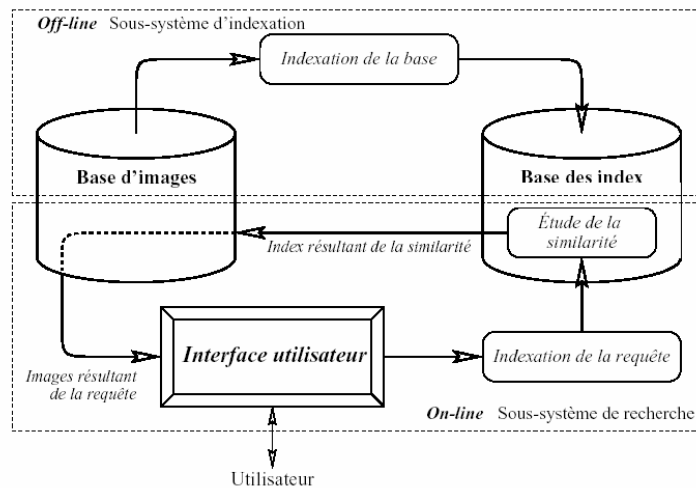 Off-line Sous-système d'indexation
Indexation de la base
Base d'images
Base des index
Étude de la
similarité
Index résultant de la similarité
Interface utilisateur
Indexation de la requête
Images résultant
de la requête
On-line Sous-système de recherche
Utilisateur